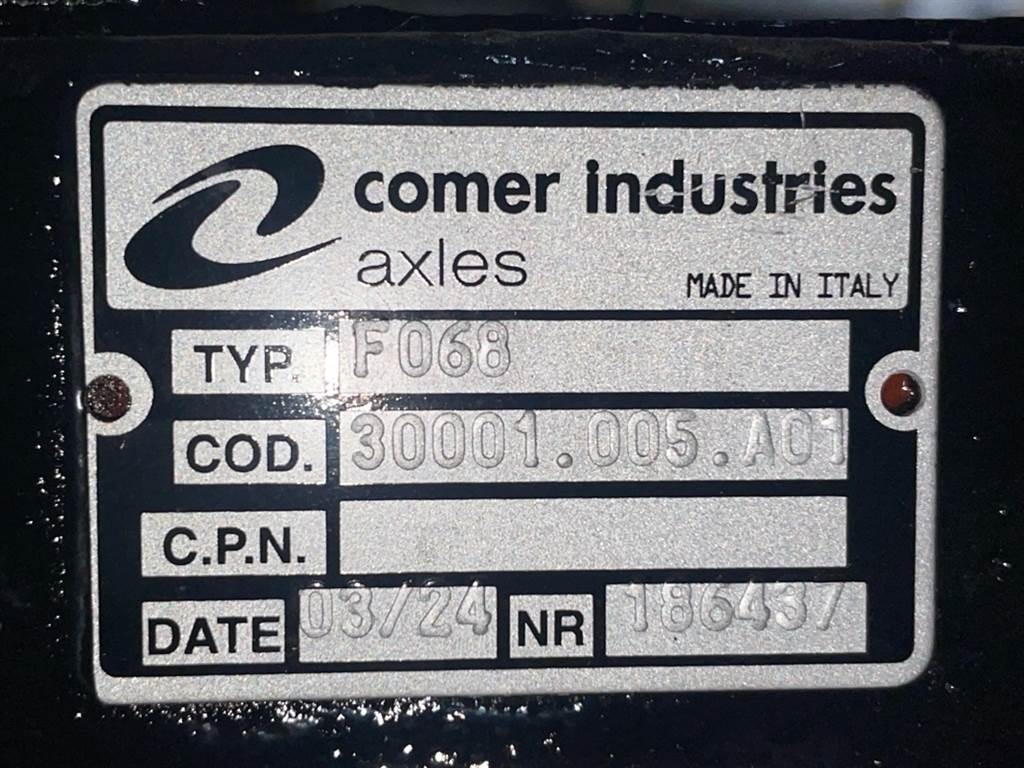 comer industries
axles
MADE IN ITALY
TYP. F068
COD. 30001.005.A01
C.P.N.
DATE 03/24 NR 186437